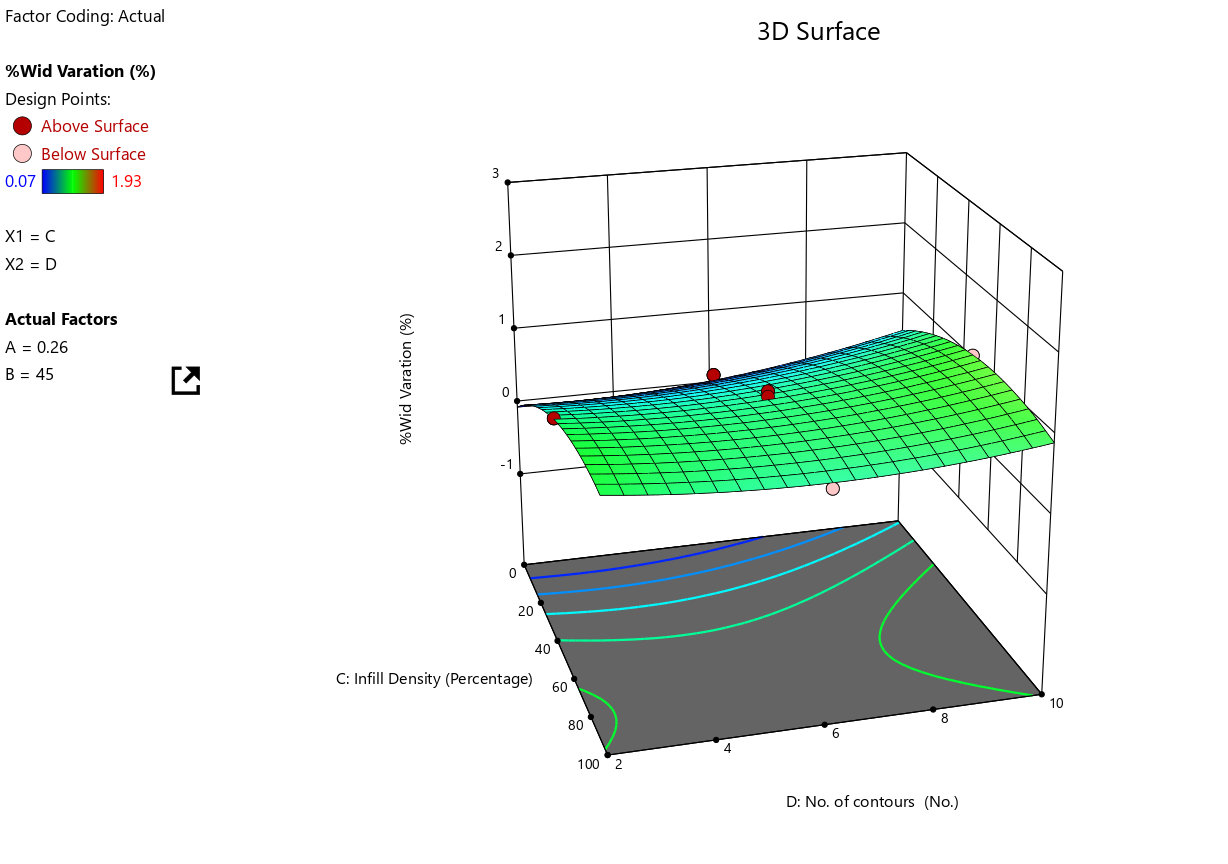 Factor Coding: Actual
3D Surface
%Wid Varation (%)
Design Points:
Above Surface
Below Surface
0.07 1.93
X1 = C
X2 = D
Actual Factors
A = 0.26
B = 45
3
2
1
0
-1
%Wid Varation (%)
0
20
40
60
80
100
C: Infill Density (Percentage)
2
4
6
8
10
D: No. of contours (No.)